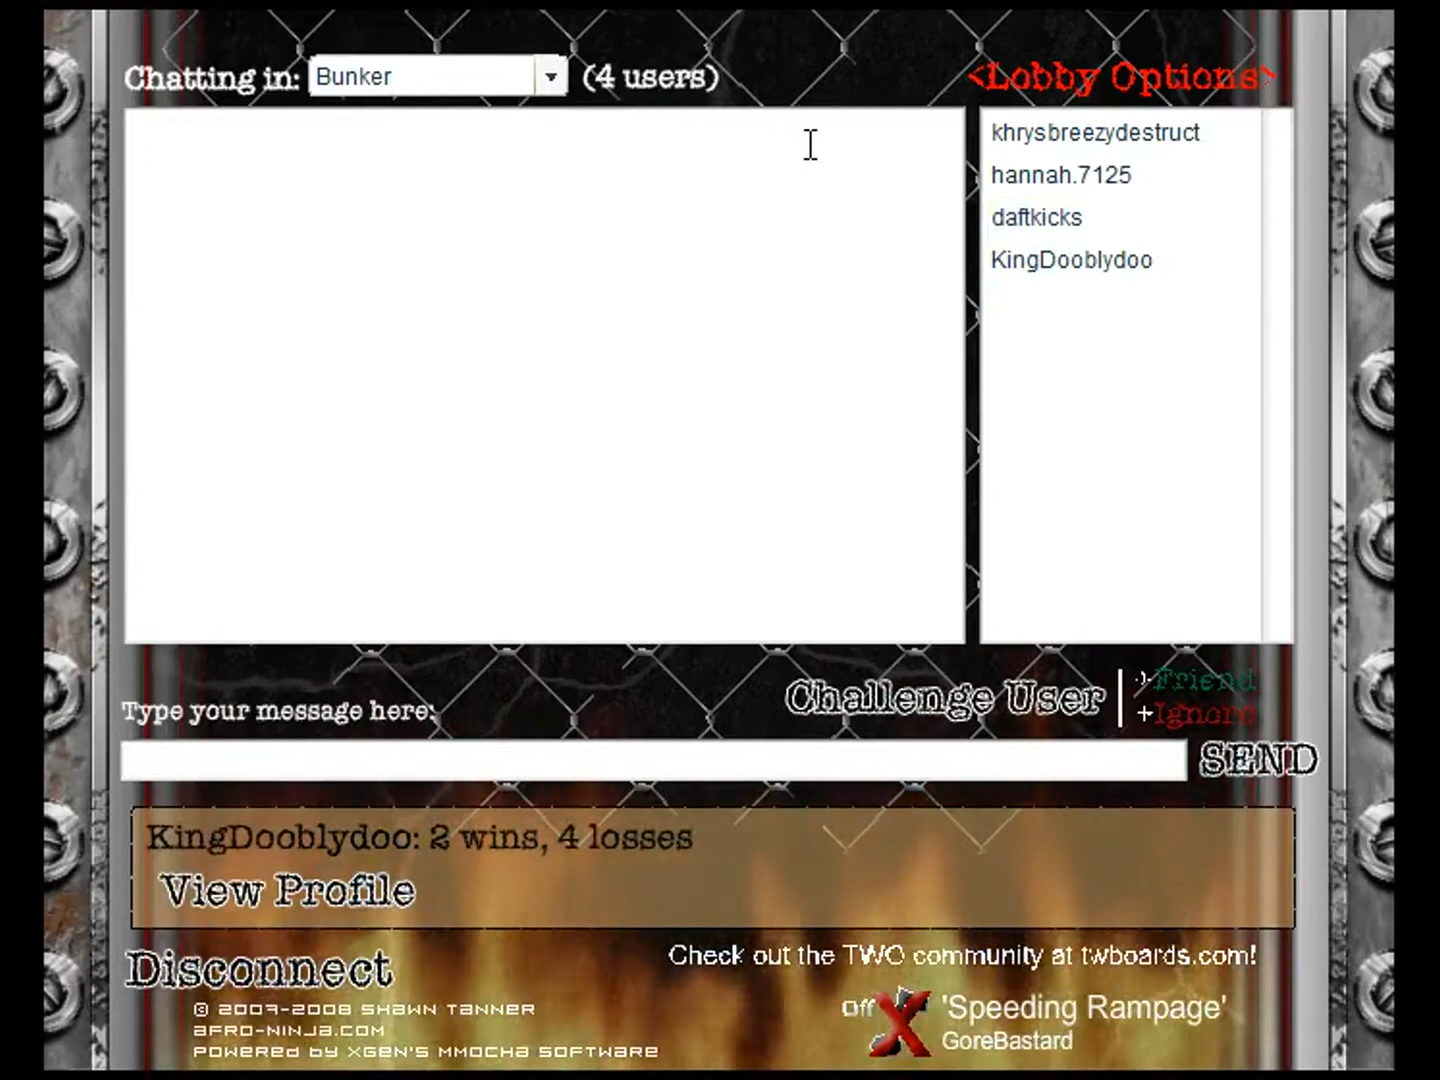 Chatting in: Bunker (4 users)
<Lobby Options>
khrysbreezydestruct
hannah.7125
daftkicks
KingDooblydoo
Challenge User
+Friend
+Ignore
Type your message here:
SEND
KingDooblydoo: 2 wins, 4 losses
View Profile
Disconnect
Check out the TWO community at twboards.com!
© 2007-2008 Shawn Tanner
afro-ninja.com
Powered by XGen's MMOcha Software
Off
'Speeding Rampage'
GoreBastard